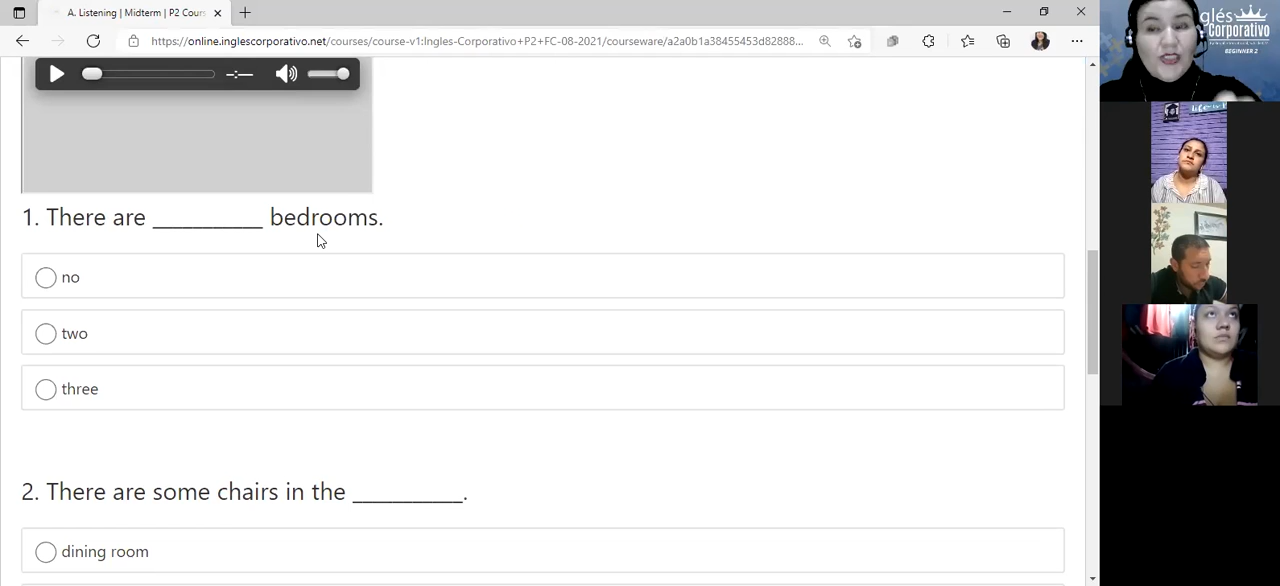 A. Listening | Midterm | P2 Cours
https://online.inglescorporativo.net/courses/course-v1:Ingles-Corporativo+P2+FC-08-2021/courseware/a2a0b1a38455453d82888...
-:--
1. There are __________ bedrooms.
no
two
three
2. There are some chairs in the __________.
dining room
glés
Corporativo
BEGINNER 2